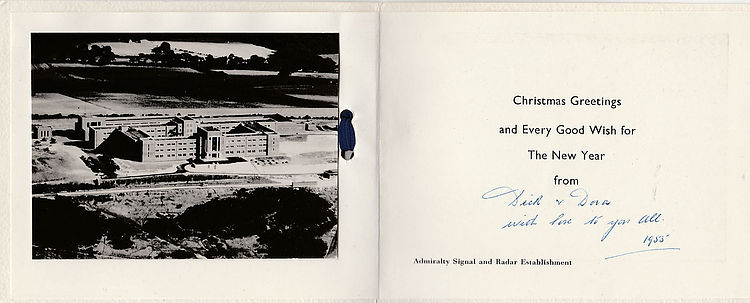 Christmas Greetings
and Every Good Wish for
The New Year
from
Dick & Dora
with love to you all.
1955
Admiralty Signal and Radar Establishment